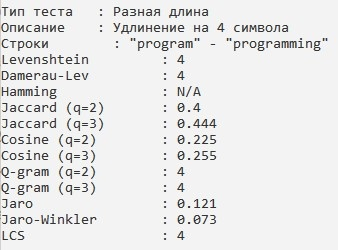 Тип теста : Разная длина
Описание : Удлинение на 4 символа
Строки : "program" - "programming"
Levenshtein : 4
Damerau-Lev : 4
Hamming : N/A
Jaccard (q=2) : 0.4
Jaccard (q=3) : 0.444
Cosine (q=2) : 0.225
Cosine (q=3) : 0.255
Q-gram (q=2) : 4
Q-gram (q=3) : 4
Jaro : 0.121
Jaro-Winkler : 0.073
LCS : 4